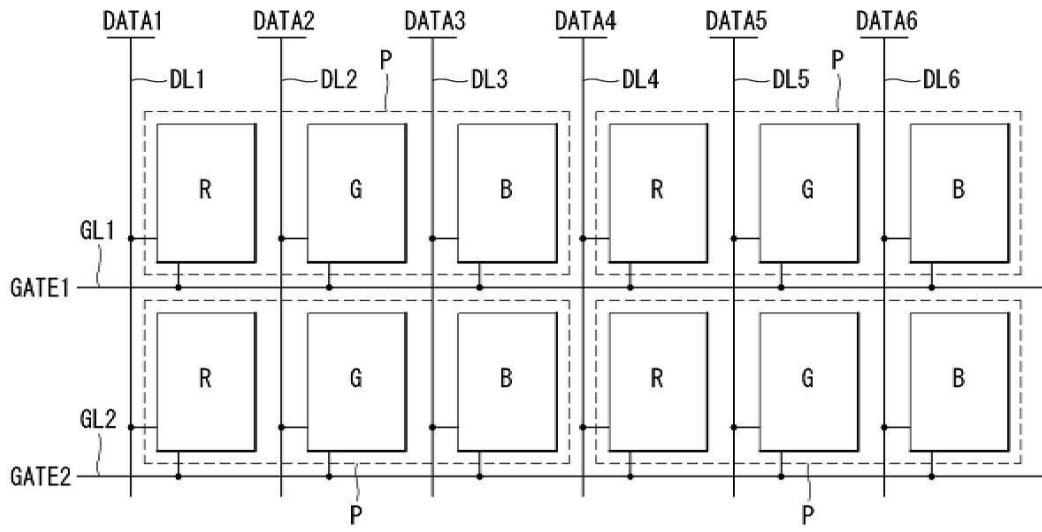 DATA1 DATA2 DATA3 DATA4 DATA5 DATA6
P P
DL1 DL2 DL3 DL4 DL5 DL6
R G B R G B
GL1
GATE1
R G B R G B
GL2
GATE2
P P